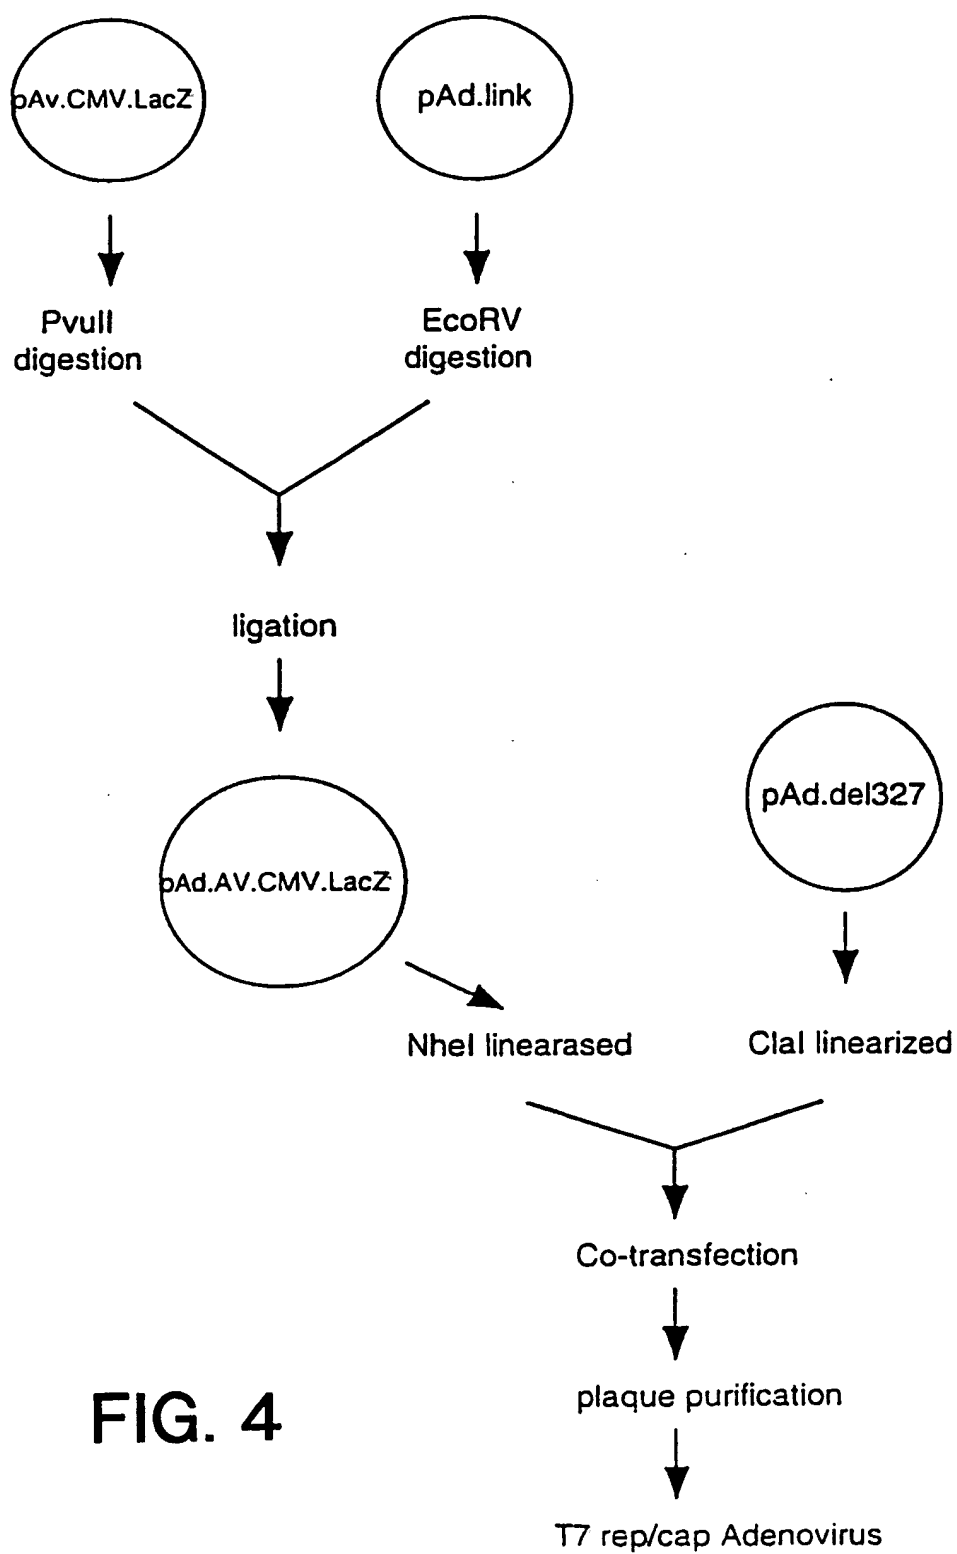 pAv.CMV.LacZ
pAd.link
PvuII
digestion
EcoRV
digestion
ligation
pAd.del327
pAd.AV.CMV.LacZ
NheI linearased
ClaI linearized
Co-transfection
plaque purification
FIG. 4
T7 rep/cap Adenovirus